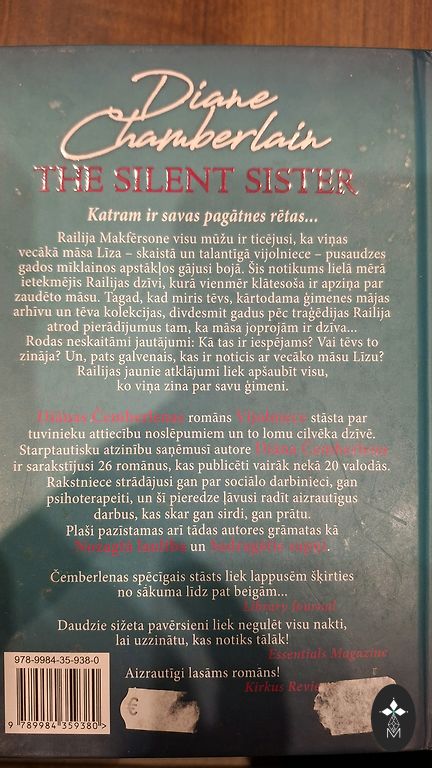 Diane
Chamberlain
THE SILENT SISTER
Katram ir savas pagātnes rētas...
Railija Makfērsone visu mūžu ir ticējusi, ka viņas
vecākā māsa Līza – skaistā un talantīgā vijolniece – pusaudzes
gados mīklainos apstākļos gājusi bojā. Šis notikums lielā mērā
ietekmējis Railijas dzīvi, kurā vienmēr klātesoša ir apziņa par
zaudēto māsu. Tagad, kad miris tēvs, kārtodama ģimenes mājas
arhīvu un tēva kolekcijas, divdesmit gadus pēc traģēdijas Railija
atrod pierādījumus tam, ka māsa joprojām ir dzīva...
Rodas neskaitāmi jautājumi: Kā tas ir iespējams? Vai tēvs to
zināja? Un, pats galvenais, kas ir noticis ar vecāko māsu Līzu?
Railijas jaunie atklājumi liek apšaubīt visu,
ko viņa zina par savu ģimeni.
Diānas Čemberlenas romāns Vijolniece stāsta par
tuvinieku attiecību noslēpumiem un to lomu cilvēka dzīvē.
Starptautisku atzinību saņēmusī autore Diāna Čemberlena
ir sarakstījusi 26 romānus, kas publicēti vairāk nekā 20 valodās.
Rakstniece strādājusi gan par sociālo darbinieci, gan
psihoterapeiti, un šī pieredze ļāvusi radīt aizrautīgus
darbus, kas skar gan sirdi, gan prātu.
Plaši pazīstamas arī tādas autores grāmatas kā
Nozagtā laulība un Sadragātie sapņi.
Čemberlenas spēcīgais stāsts liek lappusēm šķirties
no sākuma līdz pat beigām...
Library Journal
Daudzie sižeta pavērsieni liek negulēt visu nakti,
lai uzzinātu, kas notiks tālāk!
Essentials Magazine
Aizrautīgi lasāms romāns!
Kirkus
978-9984-35-938-0
9 789984 359380
€
M